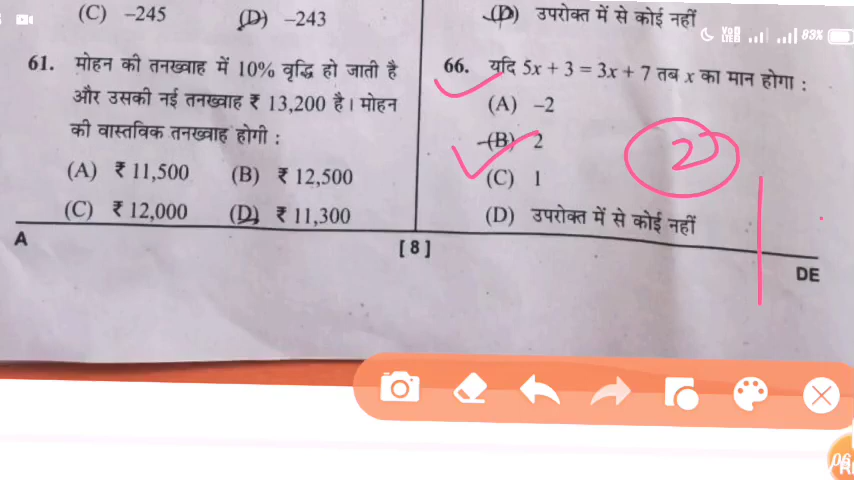 (C) –245 (D) –243
61. मोहन की तनख्वाह में 10% वृद्धि हो जाती है
और उसकी नई तनख्वाह ₹ 13,200 है। मोहन
की वास्तविक तनख्वाह होगी :
(A) ₹ 11,500 (B) ₹ 12,500
(C) ₹ 12,000 (D) ₹ 11,300
(D) उपरोक्त में से कोई नहीं
83%
66. यदि 5x + 3 = 3x + 7 तब x का मान होगा :
(A) –2
(B) 2
(C) 1
(D) उपरोक्त में से कोई नहीं
2
A
[ 8 ]
DE